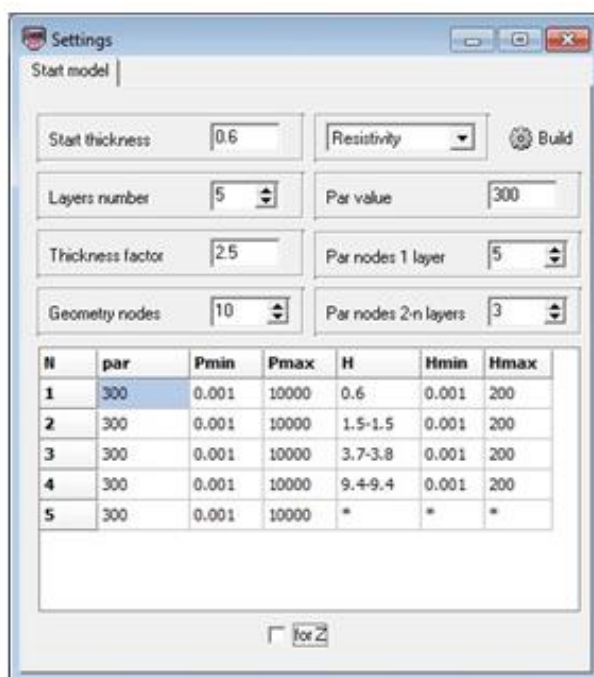 Settings
Start model
Start thickness 0.6 Resistivity Build
Layers number 5 Par value 300
Thickness factor 2.5 Par nodes 1 layer 5
Geometry nodes 10 Par nodes 2-n layers 3
N par Pmin Pmax H Hmin Hmax
1 300 0.001 10000 0.6 0.001 200
2 300 0.001 10000 1.5-1.5 0.001 200
3 300 0.001 10000 3.7-3.8 0.001 200
4 300 0.001 10000 9.4-9.4 0.001 200
5 300 0.001 10000 * * *
for Z